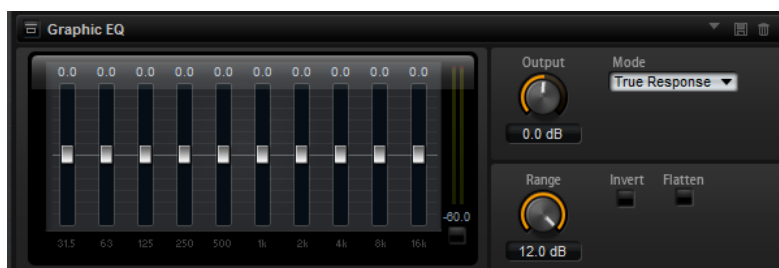 Graphic EQ
0.0 0.0 0.0 0.0 0.0 0.0 0.0 0.0 0.0 0.0
-60.0
31.5 63 125 250 500 1k 2k 4k 8k 16k
Output Mode
True Response
0.0 dB
Range Invert Flatten
12.0 dB